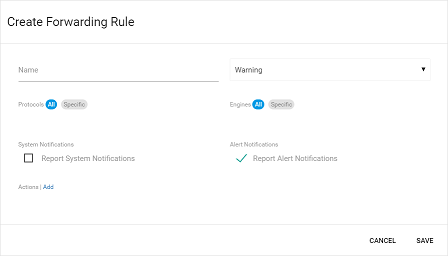 Create Forwarding Rule
Name
Warning
Protocols All Specific
Engines All Specific
System Notifications
Alert Notifications
Report System Notifications
Report Alert Notifications
Actions | Add
CANCEL SAVE